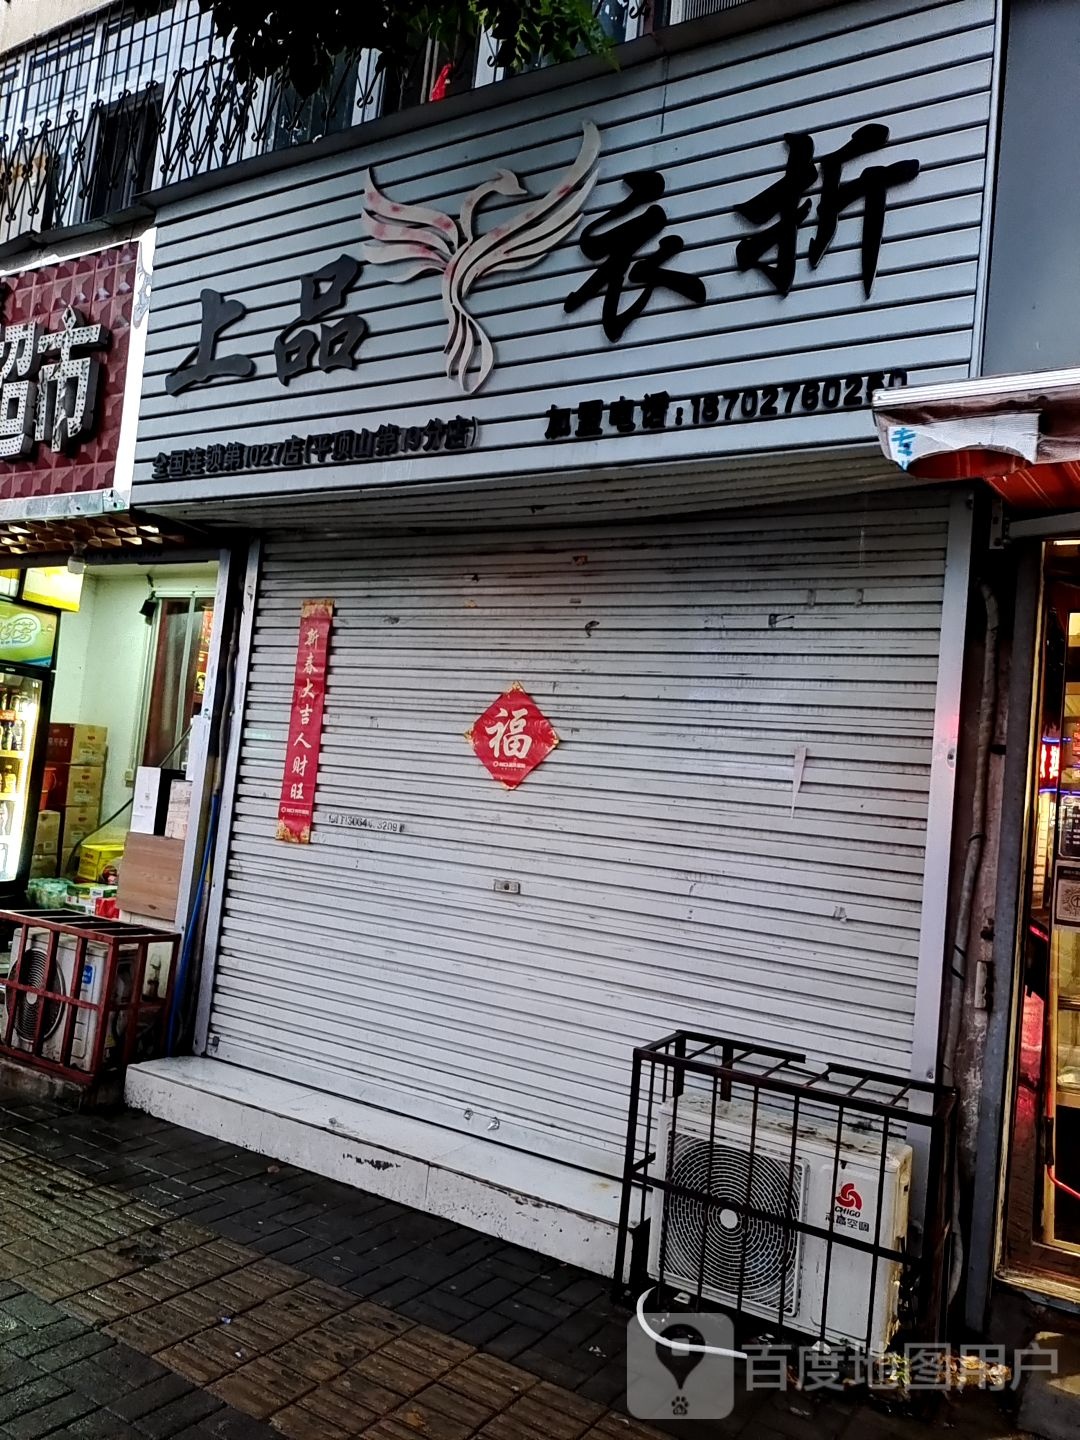 上品衣折
全国连锁第1027店(平顶山第19分店)
加盟电话:18702760250
超市
专
新春大吉人财旺
福
CHIGO
志高空调
百度地图用户